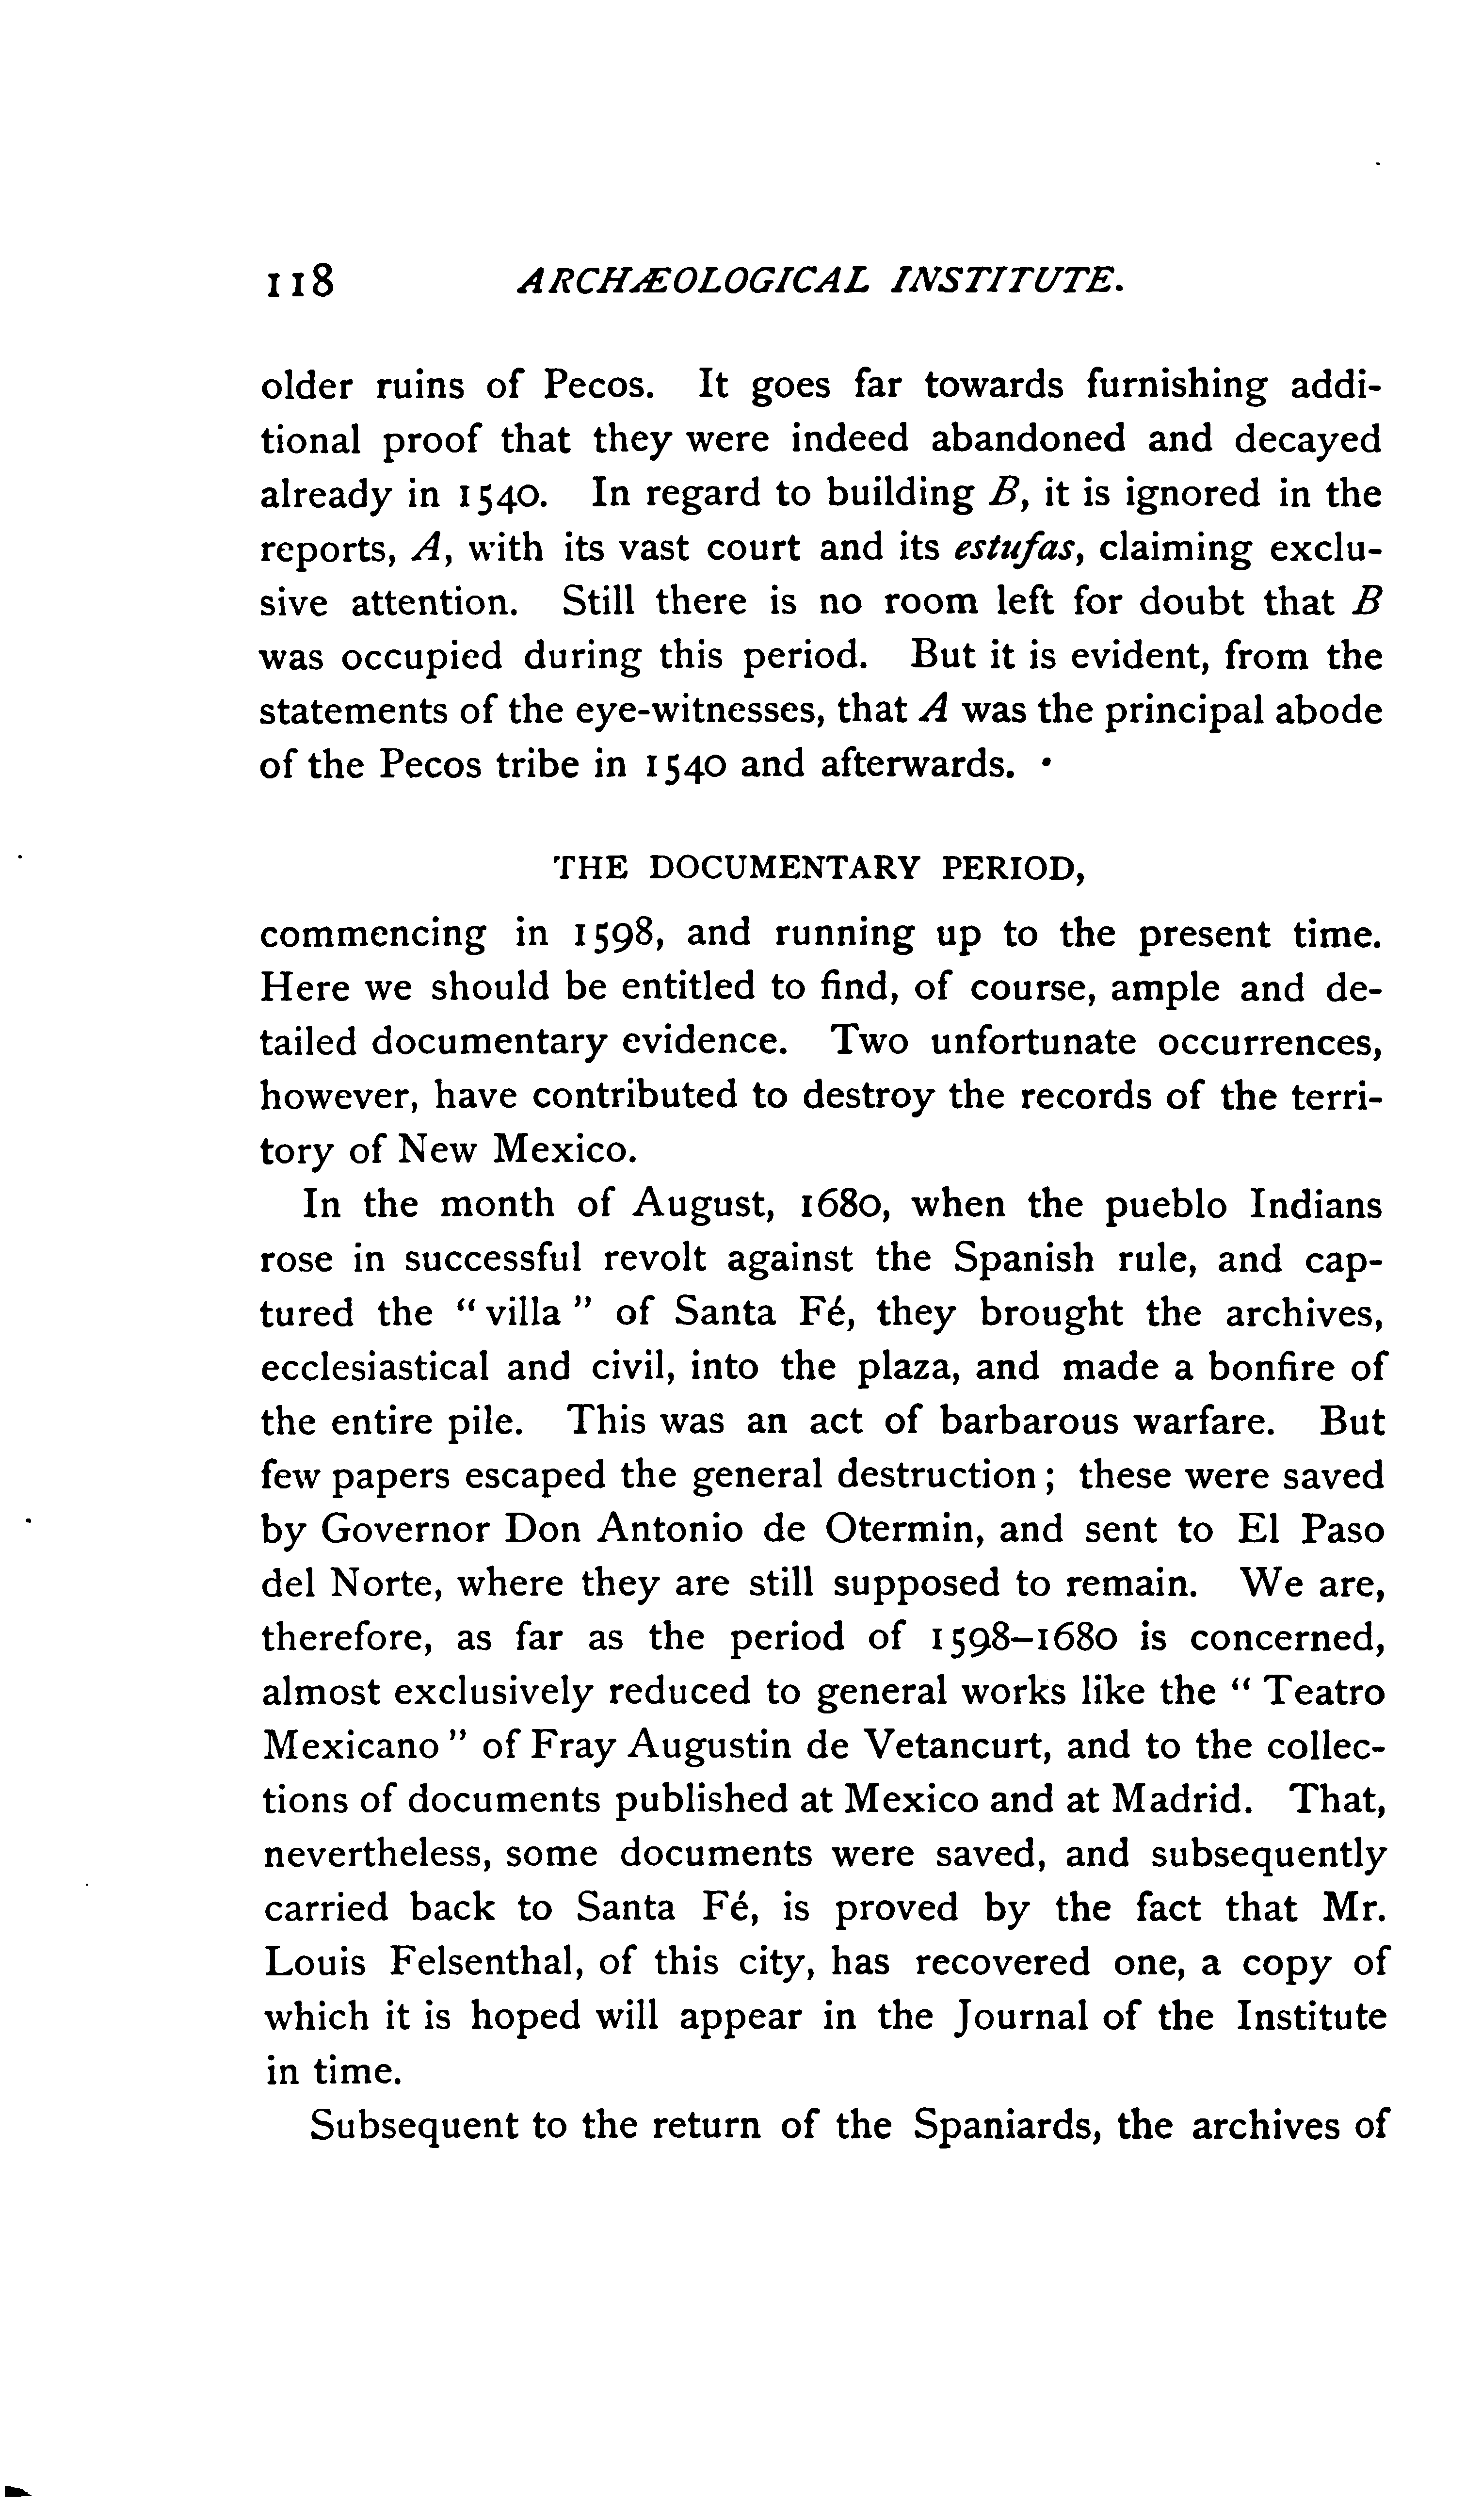 118 ARCHÆOLOGICAL INSTITUTE.
older ruins of Pecos. It goes far towards furnishing addi-
tional proof that they were indeed abandoned and decayed
already in 1540. In regard to building B, it is ignored in the
reports, A, with its vast court and its estufas, claiming exclu-
sive attention. Still there is no room left for doubt that B
was occupied during this period. But it is evident, from the
statements of the eye-witnesses, that A was the principal abode
of the Pecos tribe in 1540 and afterwards.
THE DOCUMENTARY PERIOD,
commencing in 1598, and running up to the present time.
Here we should be entitled to find, of course, ample and de-
tailed documentary evidence. Two unfortunate occurrences,
however, have contributed to destroy the records of the terri-
tory of New Mexico.
In the month of August, 1680, when the pueblo Indians
rose in successful revolt against the Spanish rule, and cap-
tured the "villa" of Santa Fé, they brought the archives,
ecclesiastical and civil, into the plaza, and made a bonfire of
the entire pile. This was an act of barbarous warfare. But
few papers escaped the general destruction; these were saved
by Governor Don Antonio de Otermin, and sent to El Paso
del Norte, where they are still supposed to remain. We are,
therefore, as far as the period of 1598–1680 is concerned,
almost exclusively reduced to general works like the "Teatro
Mexicano" of Fray Augustin de Vetancurt, and to the collec-
tions of documents published at Mexico and at Madrid. That,
nevertheless, some documents were saved, and subsequently
carried back to Santa Fé, is proved by the fact that Mr.
Louis Felsenthal, of this city, has recovered one, a copy of
which it is hoped will appear in the Journal of the Institute
in time.
Subsequent to the return of the Spaniards, the archives of